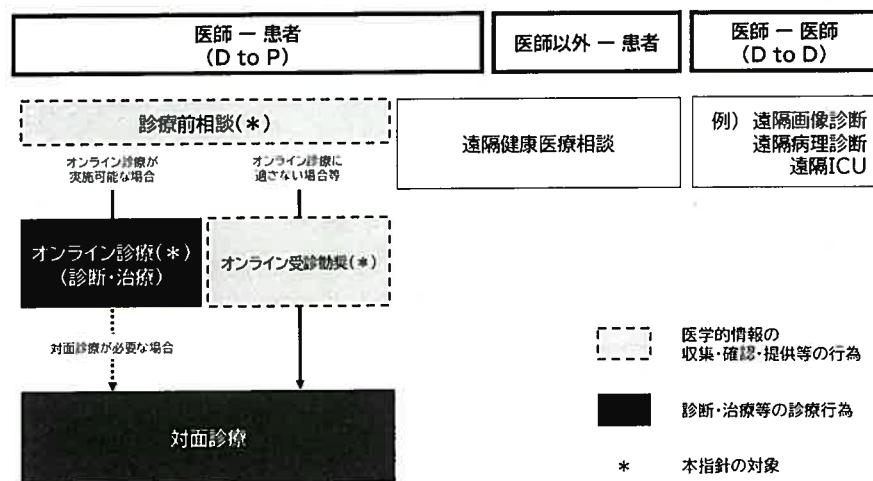 医師 ー 患者
(D to P)
医師以外 ー 患者
医師 ー 医師
(D to D)
診療前相談(*)
遠隔健康医療相談
例) 遠隔画像診断
遠隔病理診断
遠隔ICU
オンライン診療が
実施可能な場合
オンライン診療に
適さない場合等
オンライン診療(*)
(診断・治療)
オンライン受診勧奨(*)
対面診療が必要な場合
対面診療
医学的情報の
収集・確認・提供等の行為
診断・治療等の診療行為
* 本指針の対象